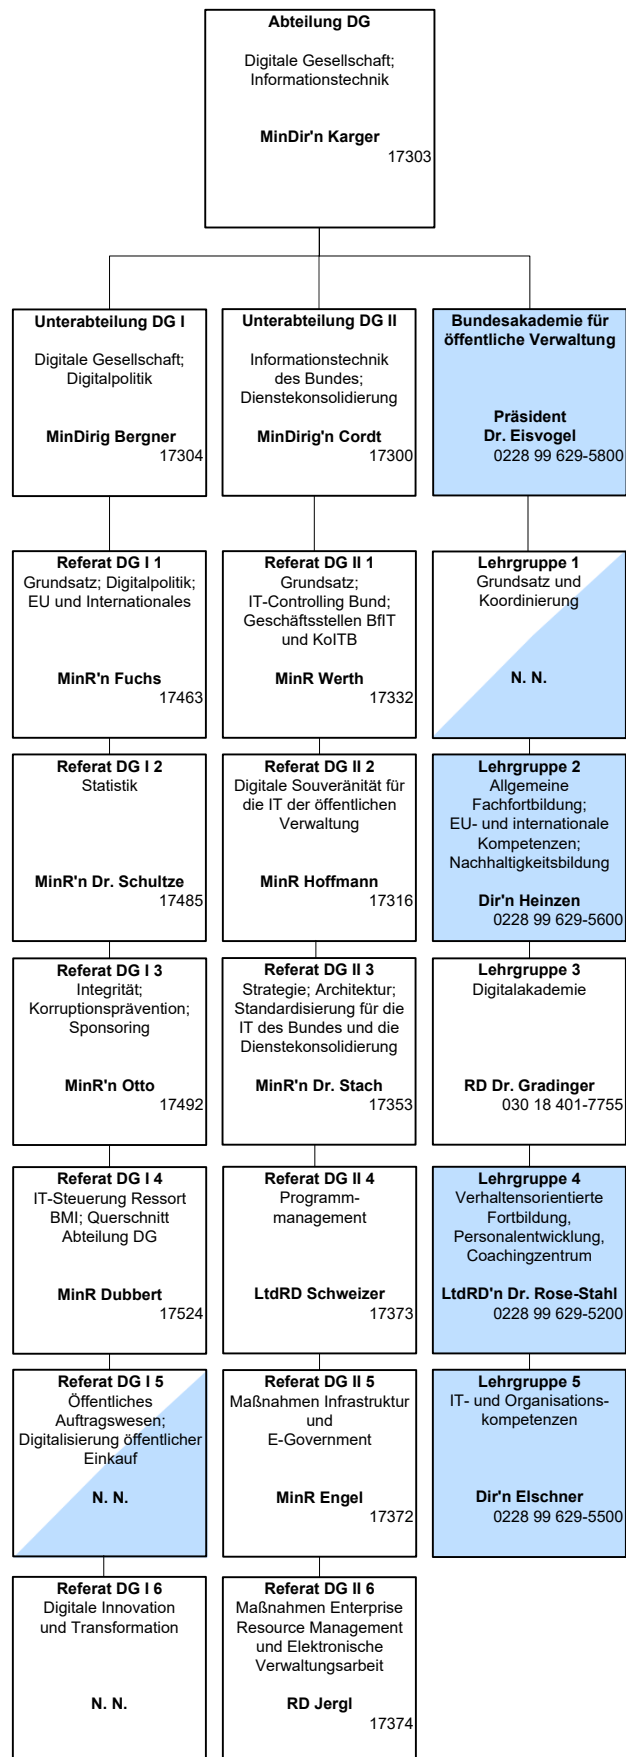 Abteilung DG
Digitale Gesellschaft;
Informationstechnik
MinDir'n Karger
17303
Unterabteilung DG I
Digitale Gesellschaft;
Digitalpolitik
MinDirig Bergner
17304
Unterabteilung DG II
Informationstechnik
des Bundes;
Dienstekonsolidierung
MinDirig'n Cordt
17300
Bundesakademie für
öffentliche Verwaltung
Präsident
Dr. Eisvogel
0228 99 629-5800
Referat DG I 1
Grundsatz; Digitalpolitik;
EU und Internationales
MinR'n Fuchs
17463
Referat DG II 1
Grundsatz;
IT-Controlling Bund;
Geschäftsstellen BfIT
und KoITB
MinR Werth
17332
Lehrgruppe 1
Grundsatz und
Koordinierung
N. N.
Referat DG I 2
Statistik
MinR'n Dr. Schultze
17485
Referat DG II 2
Digitale Souveränität für
die IT der öffentlichen
Verwaltung
MinR Hoffmann
17316
Lehrgruppe 2
Allgemeine
Fachfortbildung;
EU- und internationale
Kompetenzen;
Nachhaltigkeitsbildung
Dir'n Heinzen
0228 99 629-5600
Referat DG I 3
Integrität;
Korruptionsprävention;
Sponsoring
MinR'n Otto
17492
Referat DG II 3
Strategie; Architektur;
Standardisierung für die
IT des Bundes und die
Dienstekonsolidierung
MinR'n Dr. Stach
17353
Lehrgruppe 3
Digitalakademie
RD Dr. Gradinger
030 18 401-7755
Referat DG I 4
IT-Steuerung Ressort
BMI; Querschnitt
Abteilung DG
MinR Dubbert
17524
Referat DG II 4
Programm-
management
LtdRD Schweizer
17373
Lehrgruppe 4
Verhaltensorientierte
Fortbildung,
Personalentwicklung,
Coachingzentrum
LtdRD'n Dr. Rose-Stahl
0228 99 629-5200
Referat DG I 5
Öffentliches
Auftragswesen;
Digitalisierung öffentlicher
Einkauf
N. N.
Referat DG II 5
Maßnahmen Infrastruktur
und
E-Government
MinR Engel
17372
Lehrgruppe 5
IT- und Organisations-
kompetenzen
Dir'n Elschner
0228 99 629-5500
Referat DG I 6
Digitale Innovation
und Transformation
N. N.
Referat DG II 6
Maßnahmen Enterprise
Resource Management
und Elektronische
Verwaltungsarbeit
RD Jergl
17374